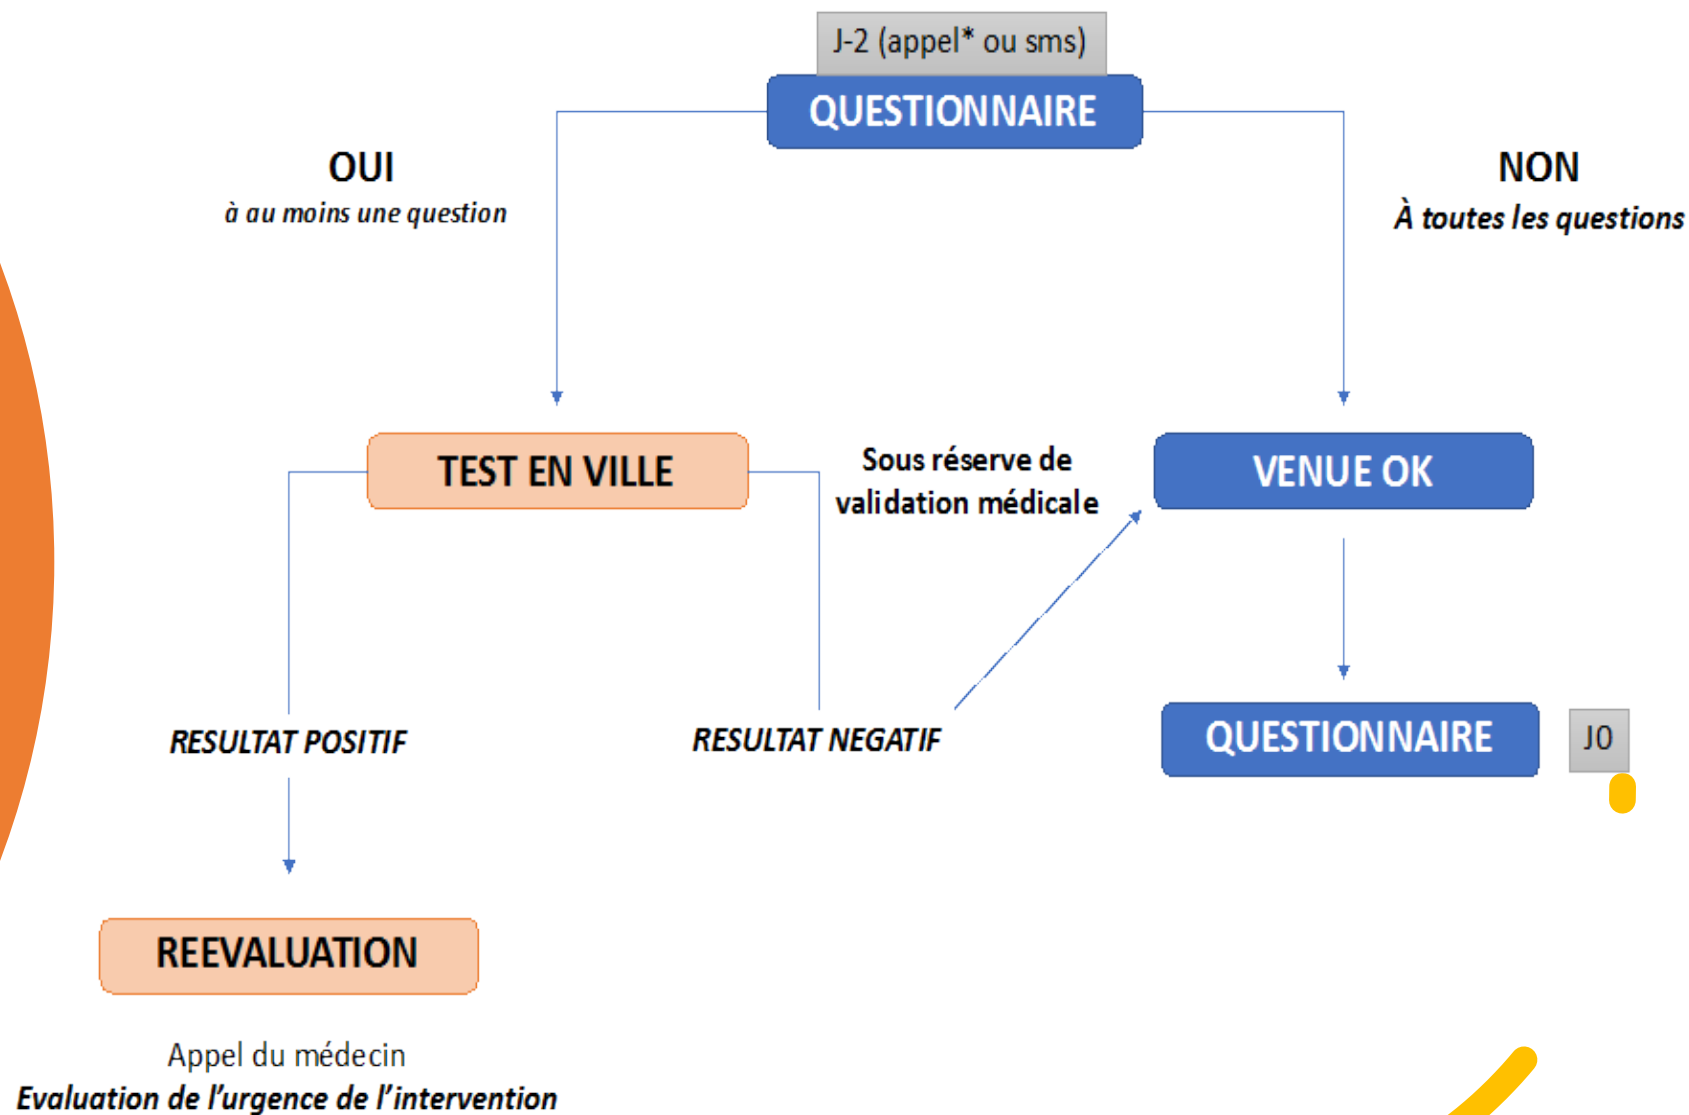 J-2 (appel* ou sms)
QUESTIONNAIRE
OUI
à au moins une question
NON
À toutes les questions
TEST EN VILLE
Sous réserve de
validation médicale
VENUE OK
RESULTAT POSITIF
RESULTAT NEGATIF
QUESTIONNAIRE
J0
REEVALUATION
Appel du médecin
Evaluation de l'urgence de l'intervention